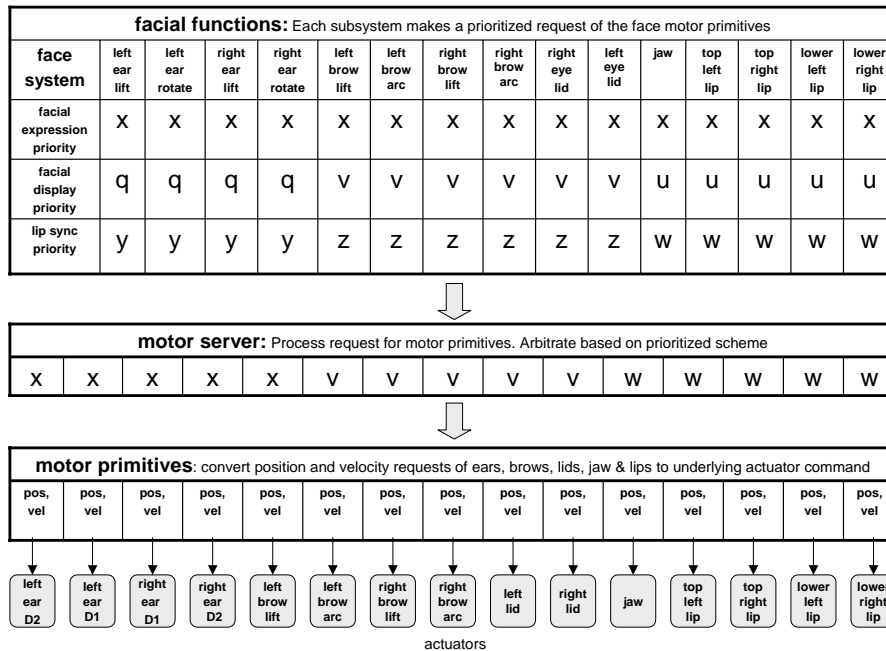 facial functions: Each subsystem makes a prioritized request of the face motor primitives
face system | left ear lift | left ear rotate | right ear lift | right ear rotate | left brow lift | left brow arc | right brow lift | right brow arc | right eye lid | left eye lid | jaw | top left lip | top right lip | lower left lip | lower right lip
facial expression priority | x | x | x | x | x | x | x | x | x | x | x | x | x | x | x
facial display priority | q | q | q | q | v | v | v | v | v | v | u | u | u | u | u
lip sync priority | y | y | y | y | z | z | z | z | z | z | w | w | w | w | w
motor server: Process request for motor primitives. Arbitrate based on prioritized scheme
x | x | x | x | x | v | v | v | v | v | w | w | w | w | w
motor primitives: convert position and velocity requests of ears, brows, lids, jaw & lips to underlying actuator command
pos, vel | pos, vel | pos, vel | pos, vel | pos, vel | pos, vel | pos, vel | pos, vel | pos, vel | pos, vel | pos, vel | pos, vel | pos, vel | pos, vel | pos, vel
left ear D2 | left ear D1 | right ear D1 | right ear D2 | left brow lift | left brow arc | right brow lift | right brow arc | left lid | right lid | jaw | top left lip | top right lip | lower left lip | lower right lip
actuators